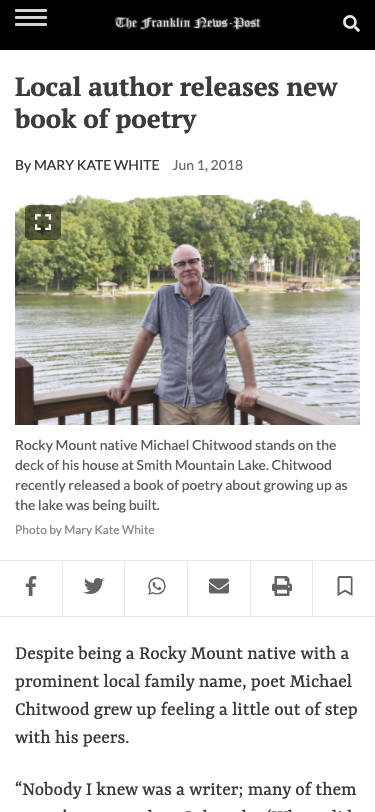 The Franklin News-Post
Local author releases new
book of poetry
By MARY KATE WHITE Jun 1, 2018
Rocky Mount native Michael Chitwood stands on the
deck of his house at Smith Mountain Lake. Chitwood
recently released a book of poetry about growing up as
the lake was being built.
Photo by Mary Kate White
Despite being a Rocky Mount native with a
prominent local family name, poet Michael
Chitwood grew up feeling a little out of step
with his peers.
“Nobody I knew was a writer; many of them